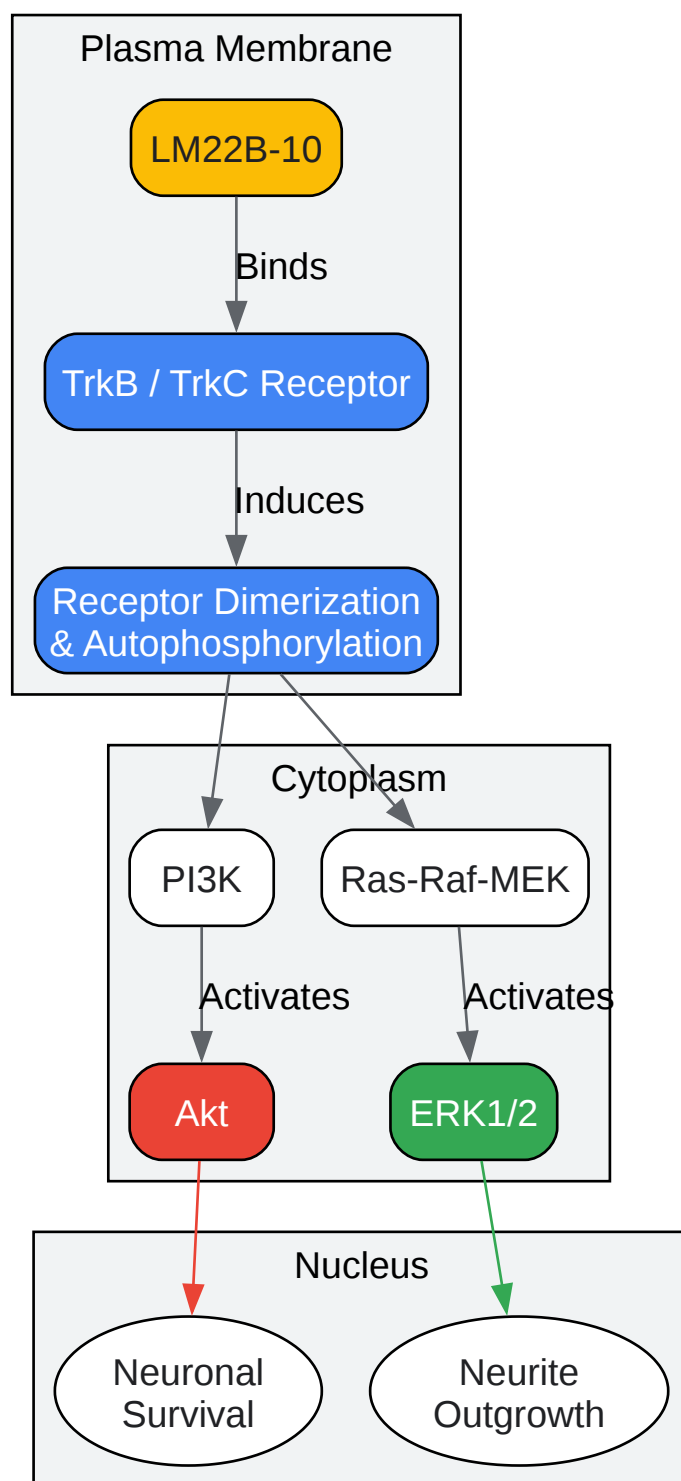 Plasma Membrane
LM22B-10
Binds
TrkB / TrkC Receptor
Induces
Receptor Dimerization
& Autophosphorylation
Cytoplasm
PI3K
Ras-Raf-MEK
Activates
Activates
Akt
ERK1/2
Nucleus
Neuronal
Survival
Neurite
Outgrowth